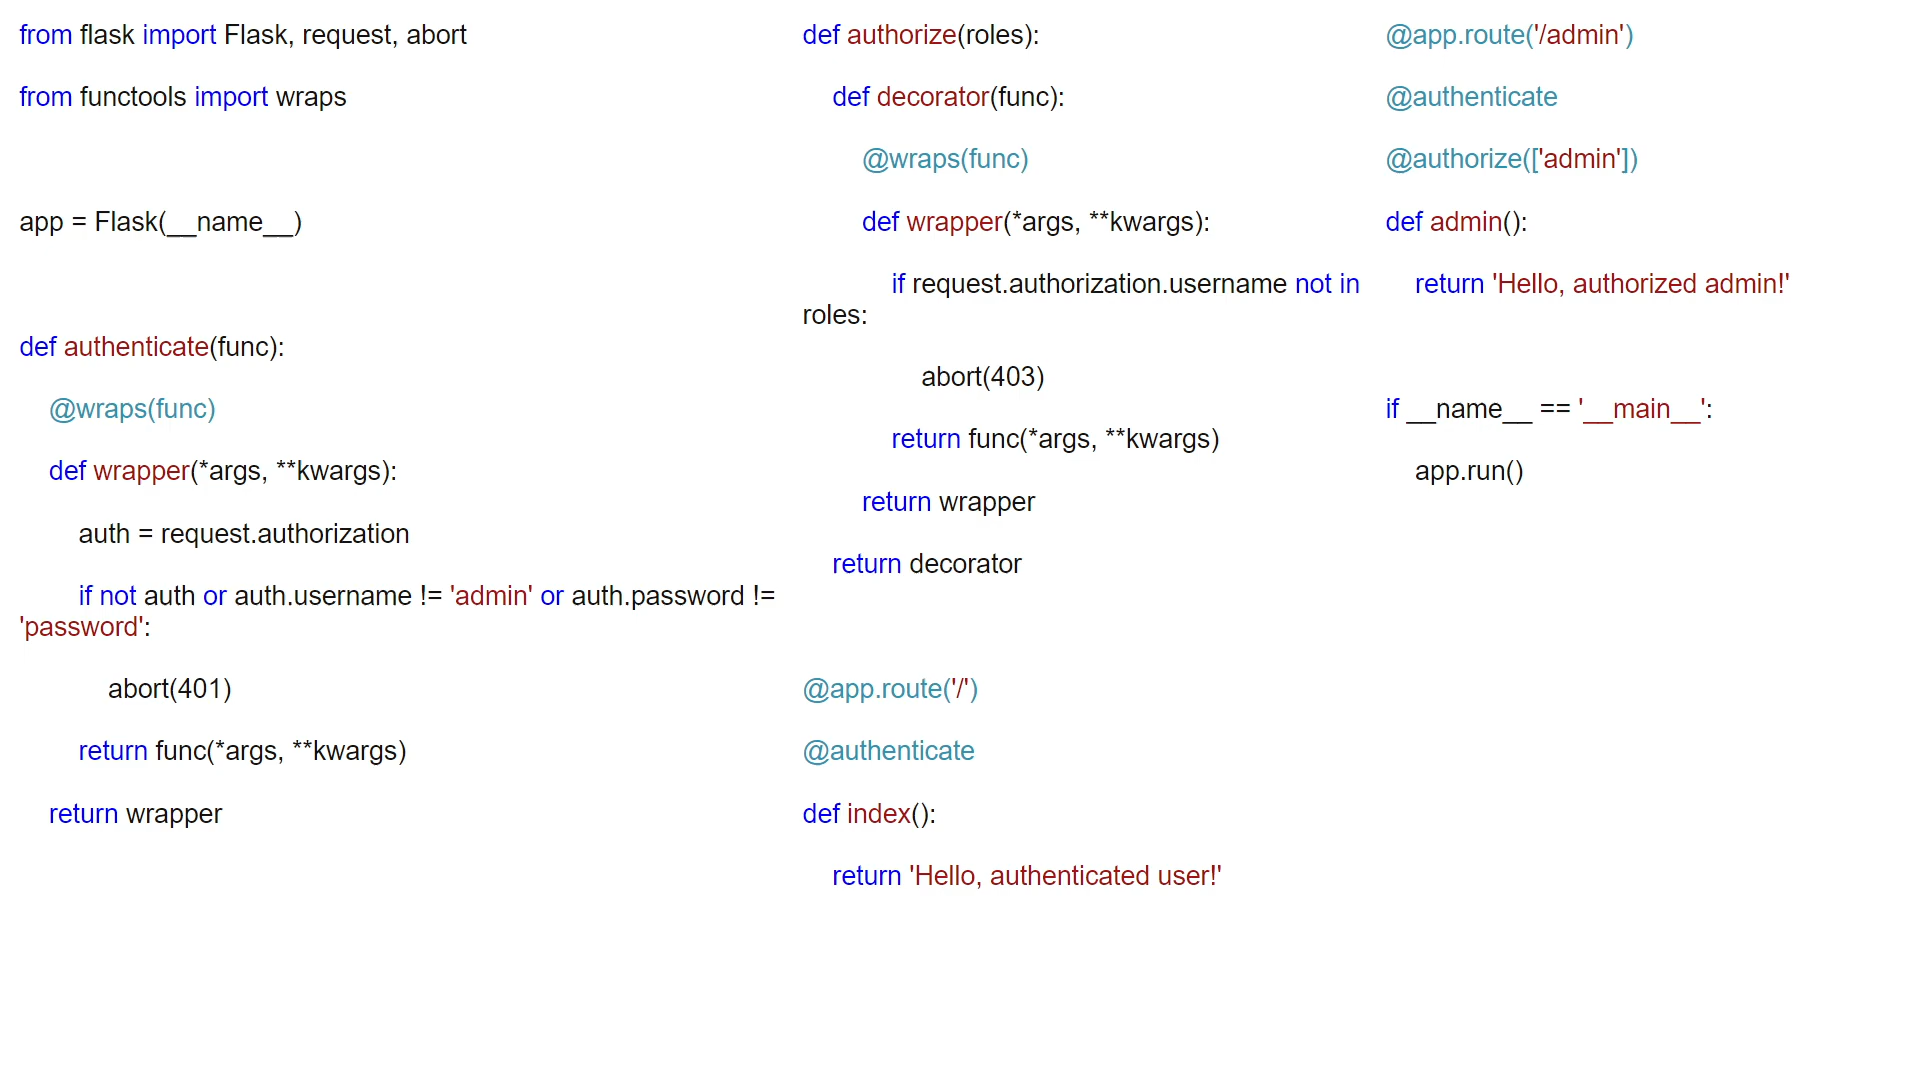 from flask import Flask, request, abort
from functools import wraps
app = Flask(__name__)
def authenticate(func):
@wraps(func)
def wrapper(*args, **kwargs):
auth = request.authorization
if not auth or auth.username != 'admin' or auth.password !=
'password':
abort(401)
return func(*args, **kwargs)
return wrapper
def authorize(roles):
def decorator(func):
@wraps(func)
def wrapper(*args, **kwargs):
if request.authorization.username not in
roles:
abort(403)
return func(*args, **kwargs)
return wrapper
return decorator
@app.route('/')
@authenticate
def index():
return 'Hello, authenticated user!'
@app.route('/admin')
@authenticate
@authorize(['admin'])
def admin():
return 'Hello, authorized admin!'
if __name__ == '__main__':
app.run()